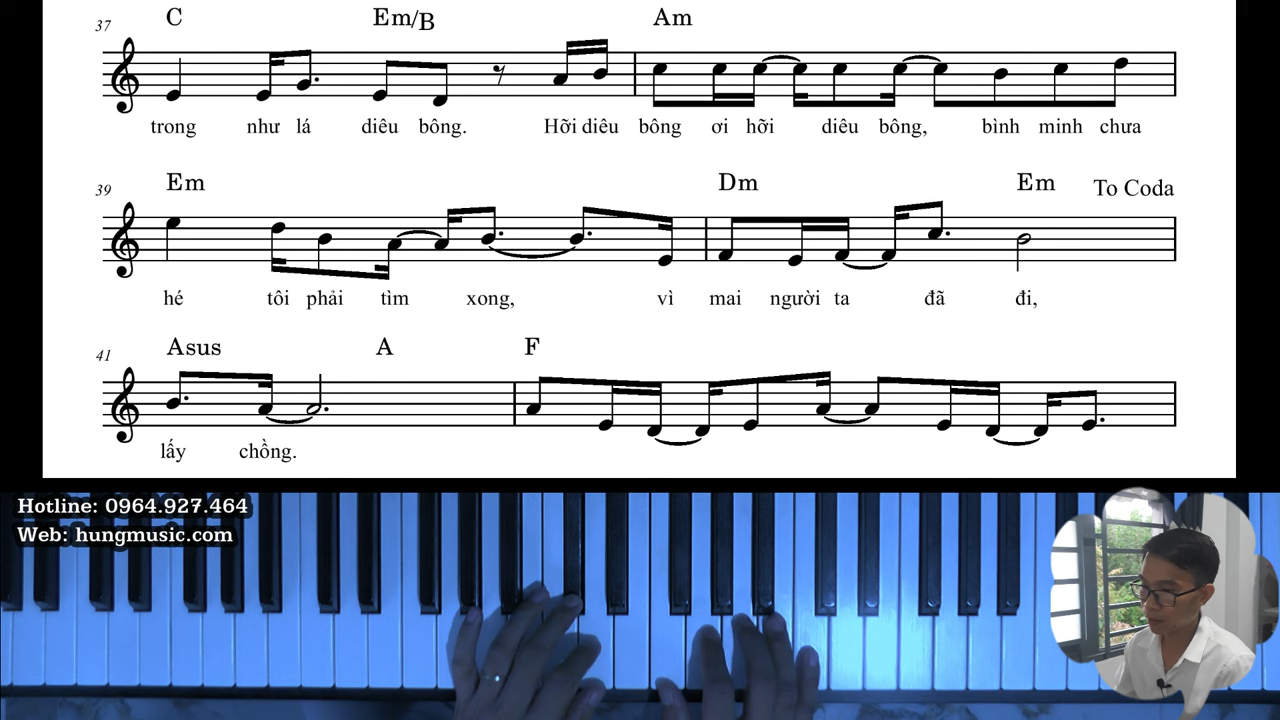 37 C Em/B Am
trong như lá diêu bông. Hỡi diêu bông ơi hỡi diêu bông, bình minh chưa
39 Em Dm Em To Coda
hé tôi phải tìm xong, vì mai người ta đã đi,
41 Asus A F
lấy chồng.
Hotline: 0964.927.464
Web: hungmusic.com